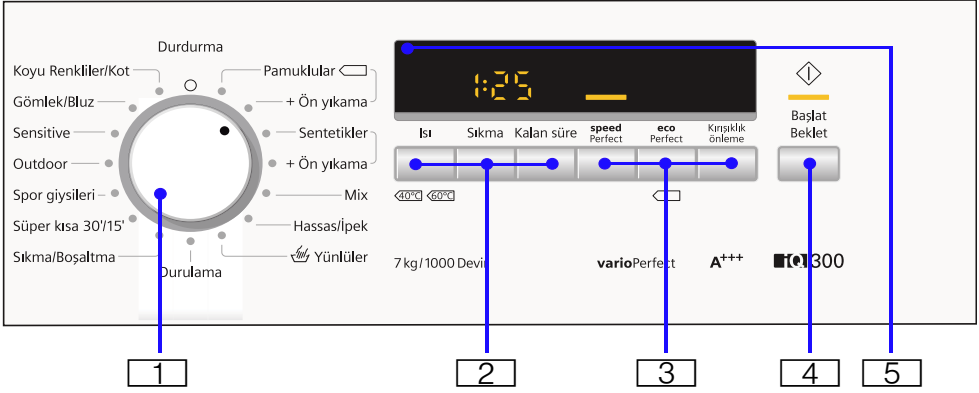 Durdurma
Koyu Renkliler/Kot
Gömlek/Bluz
Sensitive
Outdoor
Spor giysileri
Süper kısa 30'/15'
Sıkma/Boşaltma
Durulama
Pamuklular
+ Ön yıkama
Sentetikler
+ Ön yıkama
Mix
Hassas/İpek
Yünlüler
1:25
Isı
Sıkma
Kalan süre
speed
Perfect
eco
Perfect
Kırışıklık
önleme
Başlat
Beklet
40°C 60°C
7 kg/1000 Devir
varioPerfect
A+++
iQ300
1
2
3
4
5